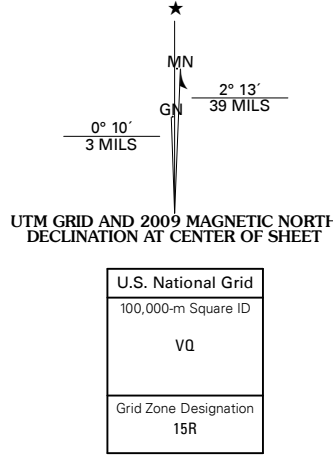 ★
MN
GN
2° 13´
39 MILS
0° 10´
3 MILS
UTM GRID AND 2009 MAGNETIC NORTH
DECLINATION AT CENTER OF SHEET
U.S. National Grid
100,000-m Square ID
VQ
Grid Zone Designation
15R